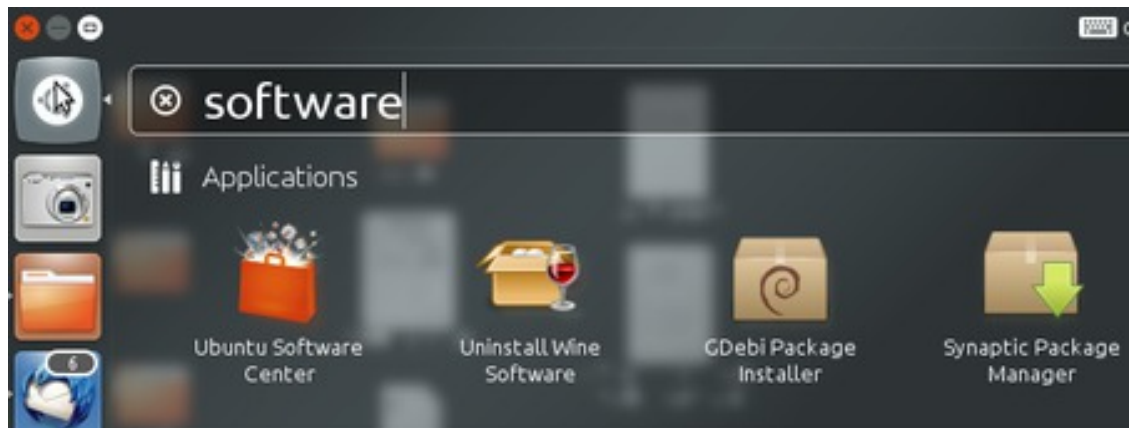 software
Applications
Ubuntu Software
Center
Uninstall Wine
Software
GDebi Package
Installer
Synaptic Package
Manager
6